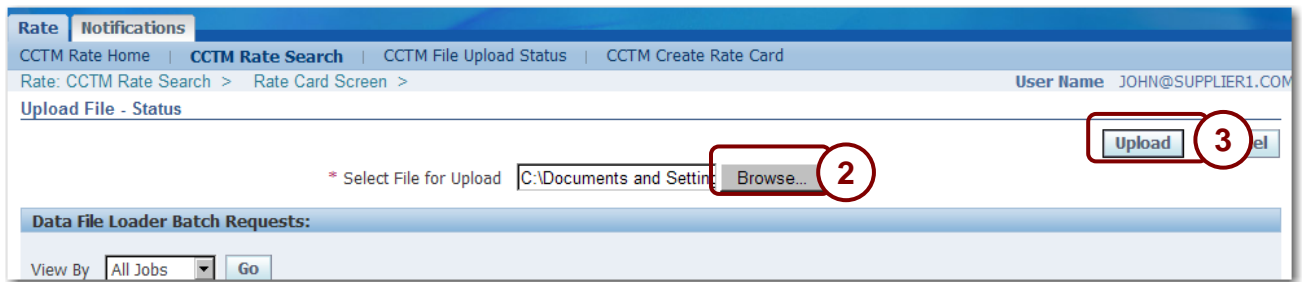 Rate Notifications
CCTM Rate Home | CCTM Rate Search | CCTM File Upload Status | CCTM Create Rate Card
Rate: CCTM Rate Search > Rate Card Screen > User Name JOHN@SUPPLIER1.COM
Upload File - Status
Upload 3 el
* Select File for Upload C:\Documents and Setting Browse... 2
Data File Loader Batch Requests:
View By All Jobs Go